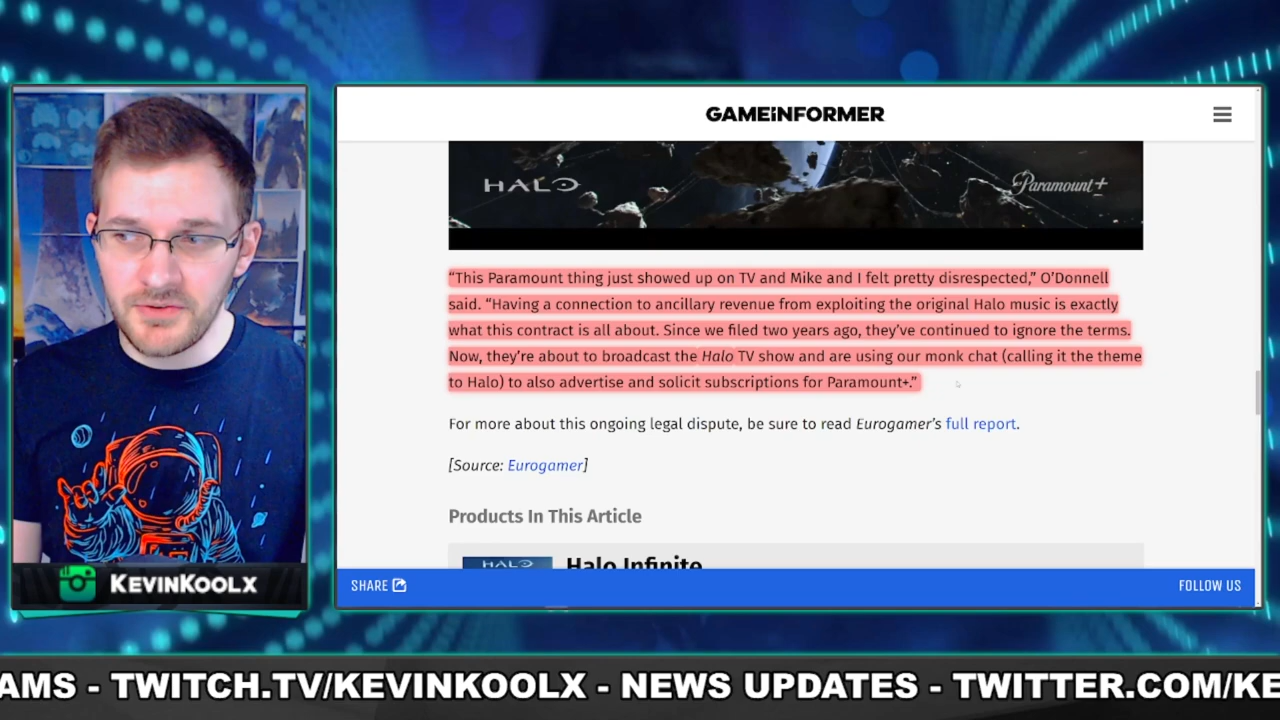 GAMEINFORMER
HALO
Paramount+
“This Paramount thing just showed up on TV and Mike and I felt pretty disrespected,” O’Donnell
said. “Having a connection to ancillary revenue from exploiting the original Halo music is exactly
what this contract is all about. Since we filed two years ago, they’ve continued to ignore the terms.
Now, they’re about to broadcast the Halo TV show and are using our monk chat (calling it the theme
to Halo) to also advertise and solicit subscriptions for Paramount+.”
For more about this ongoing legal dispute, be sure to read Eurogamer’s full report.
[Source: Eurogamer]
Products In This Article
HALO
Halo Infinite
SHARE
FOLLOW US
KEVINKOOLX
AMS - TWITCH.TV/KEVINKOOLX - NEWS UPDATES - TWITTER.COM/KE